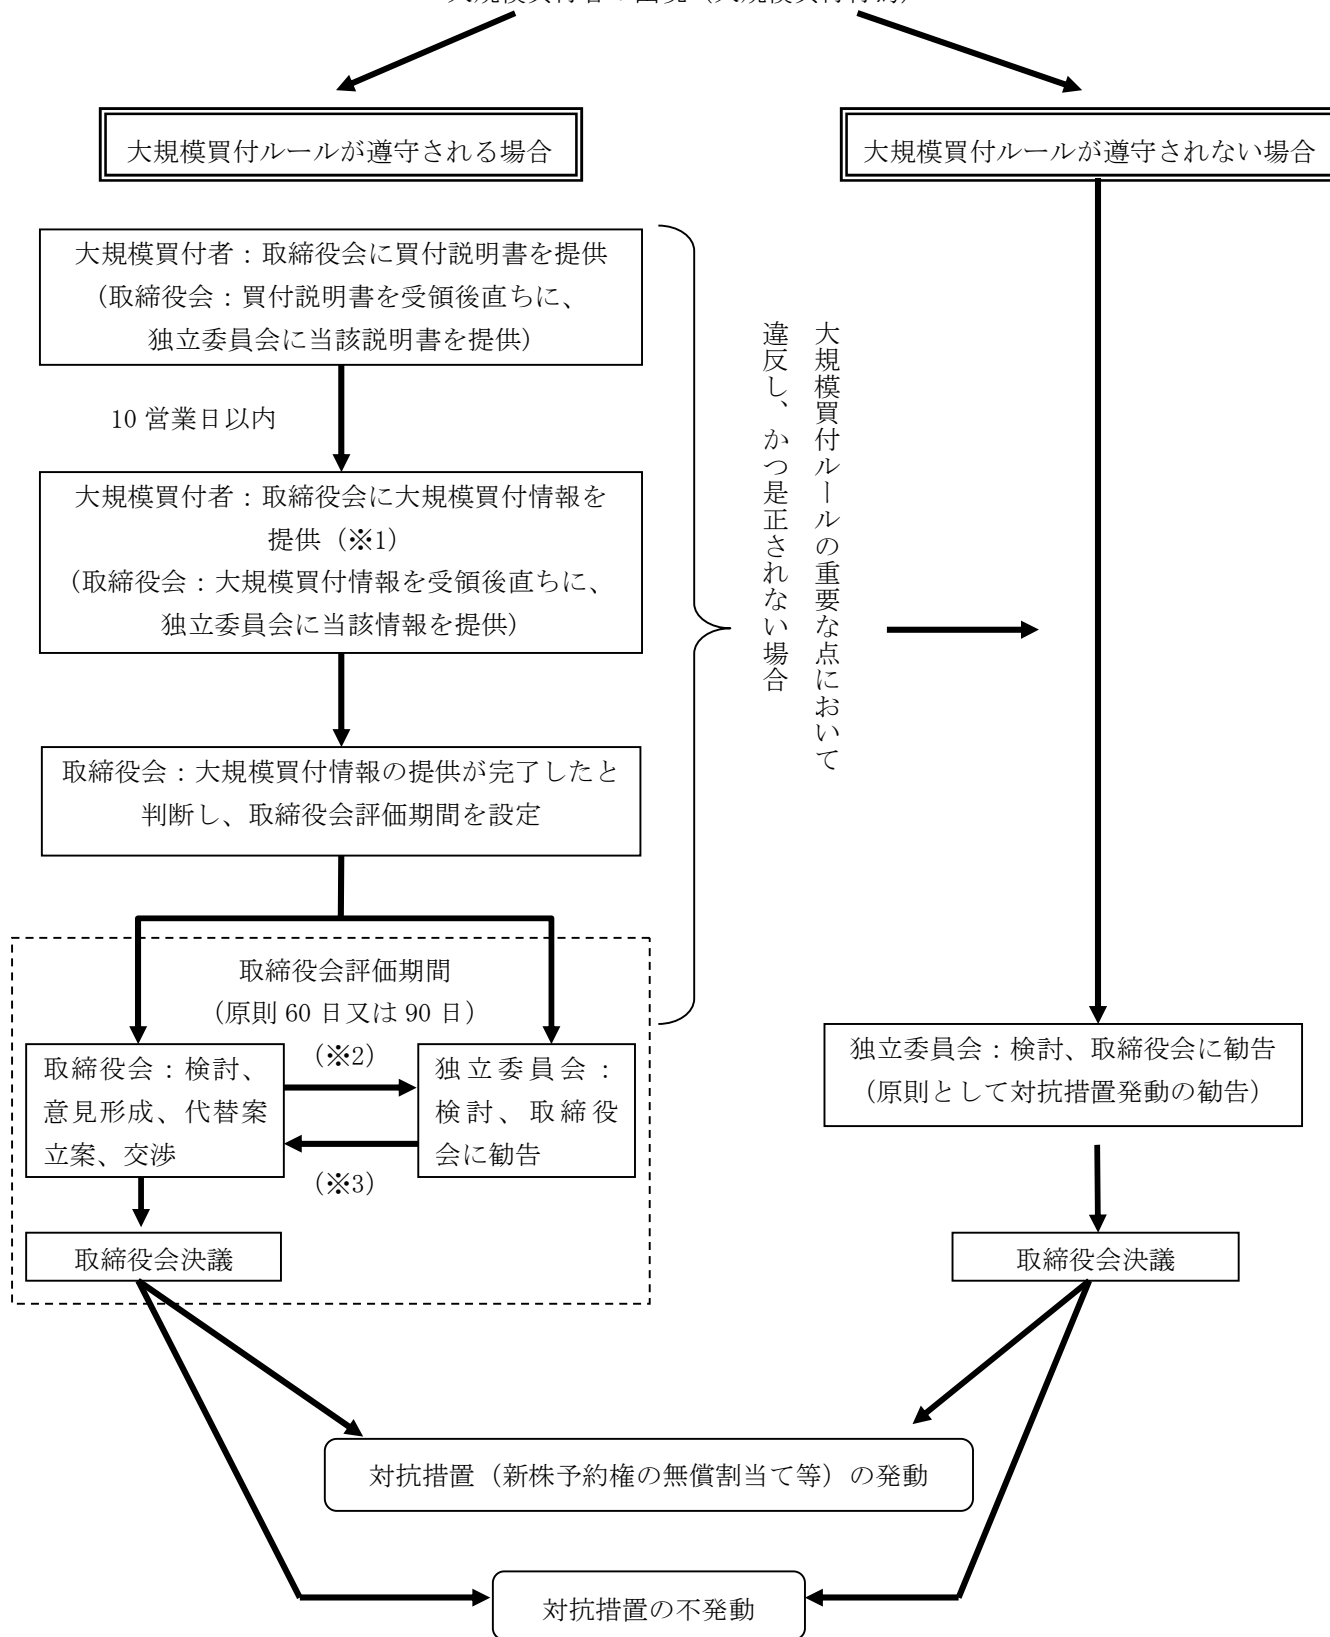 大規模買付ルールが遵守される場合
大規模買付ルールが遵守されない場合
大規模買付者：取締役会に買付説明書を提供
（取締役会：買付説明書を受領後直ちに、
独立委員会に当該説明書を提供）
10 営業日以内
大規模買付者：取締役会に大規模買付情報を
提供（※1）
（取締役会：大規模買付情報を受領後直ちに、
独立委員会に当該情報を提供）
大規模買付ルールの重要な点において
違反し、かつ是正されない場合
取締役会：大規模買付情報の提供が完了したと
判断し、取締役会評価期間を設定
取締役会評価期間
（原則 60 日又は 90 日）
（※2）
取締役会：検討、
意見形成、代替案
立案、交渉
独立委員会：
検討、取締役
会に勧告
（※3）
取締役会決議
独立委員会：検討、取締役会に勧告
（原則として対抗措置発動の勧告）
取締役会決議
対抗措置（新株予約権の無償割当て等）の発動
対抗措置の不発動